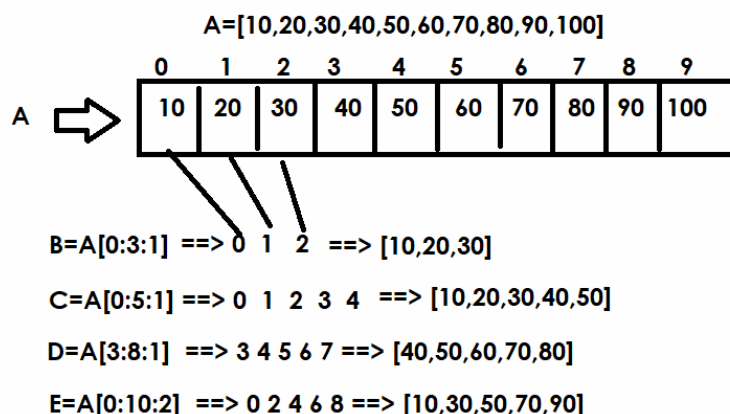 A=[10,20,30,40,50,60,70,80,90,100]
0 1 2 3 4 5 6 7 8 9
A 10 20 30 40 50 60 70 80 90 100
B=A[0:3:1] ==> 0 1 2 ==> [10,20,30]
C=A[0:5:1] ==> 0 1 2 3 4 ==> [10,20,30,40,50]
D=A[3:8:1] ==> 3 4 5 6 7 ==> [40,50,60,70,80]
E=A[0:10:2] ==> 0 2 4 6 8 ==> [10,30,50,70,90]